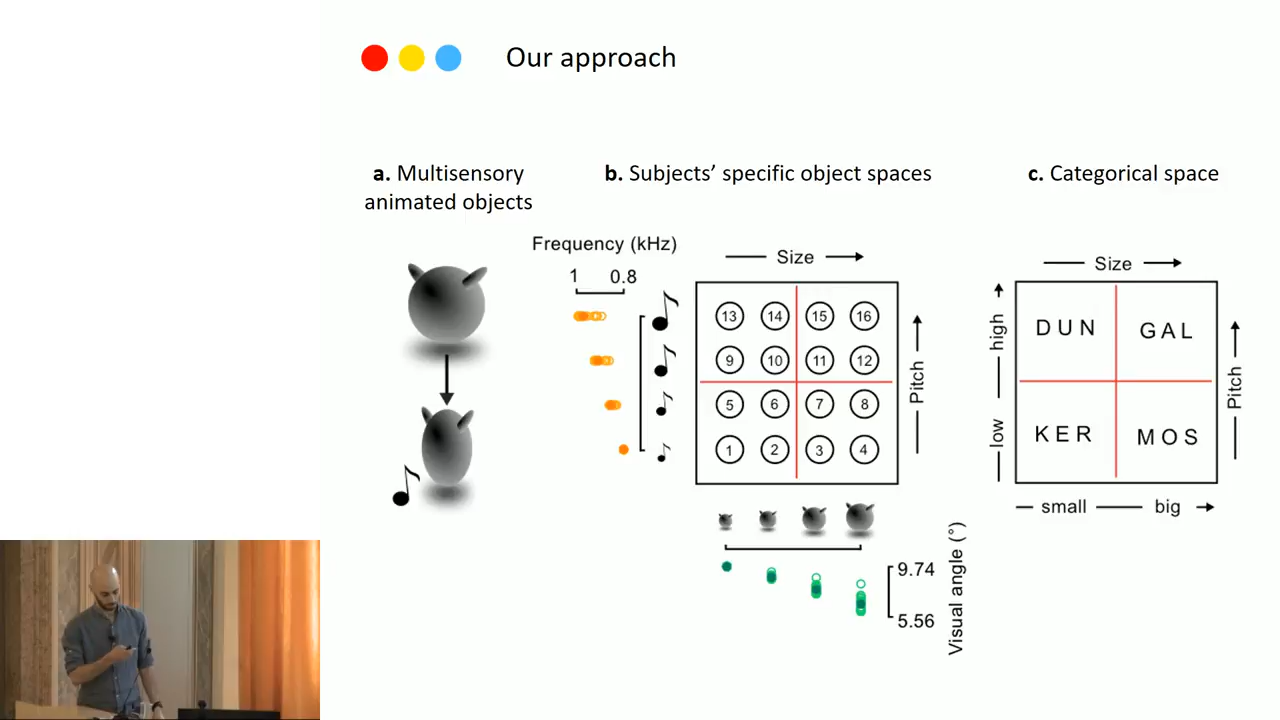 Our approach
a. Multisensory
animated objects
b. Subjects' specific object spaces
c. Categorical space
Frequency (kHz)
1 0.8
Size
13 14 15 16
9 10 11 12
5 6 7 8
1 2 3 4
Pitch
9.74
5.56
Visual angle (°)
Size
high
low
DUN GAL
KER MOS
Pitch
small big